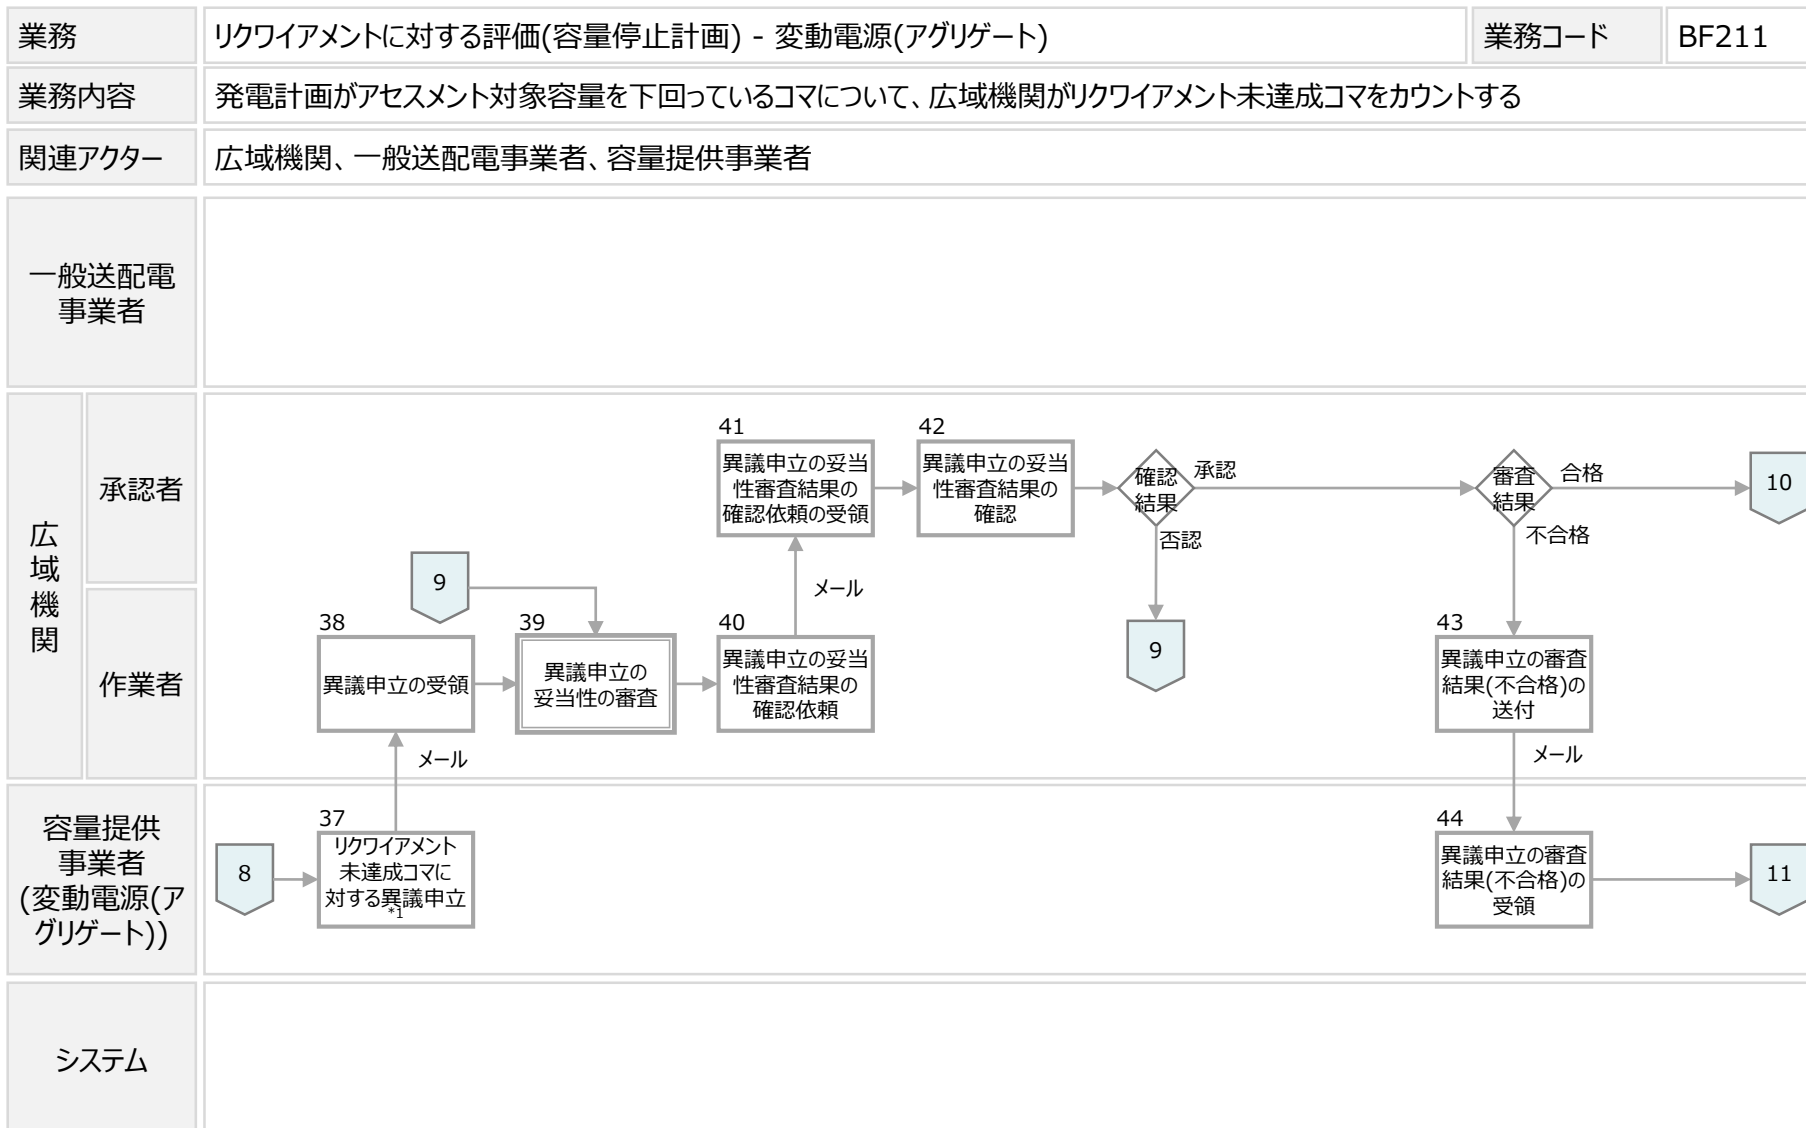 業務
リクワイアメントに対する評価(容量停止計画) - 変動電源(アグリゲート)
業務コード
BF211
業務内容
発電計画がアセスメント対象容量を下回っているコマについて、広域機関がリクワイアメント未達成コマをカウントする
関連アクター
広域機関、一般送配電事業者、容量提供事業者
一般送配電
事業者
広
域
機
関
承認者
41
異議申立の妥当
性審査結果の
確認依頼の受領
42
異議申立の妥当
性審査結果の
確認
確認
結果
承認
否認
審査
結果
合格
不合格
10
9
作業者
38
異議申立の受領
39
異議申立の
妥当性の審査
40
異議申立の妥当
性審査結果の
確認依頼
メール
9
43
異議申立の審査
結果(不合格)の
送付
メール
メール
容量提供
事業者
(変動電源(ア
グリゲート))
8
37
リクワイアメント
未達成コマに
対する異議申立
*1
44
異議申立の審査
結果(不合格)の
受領
11
システム